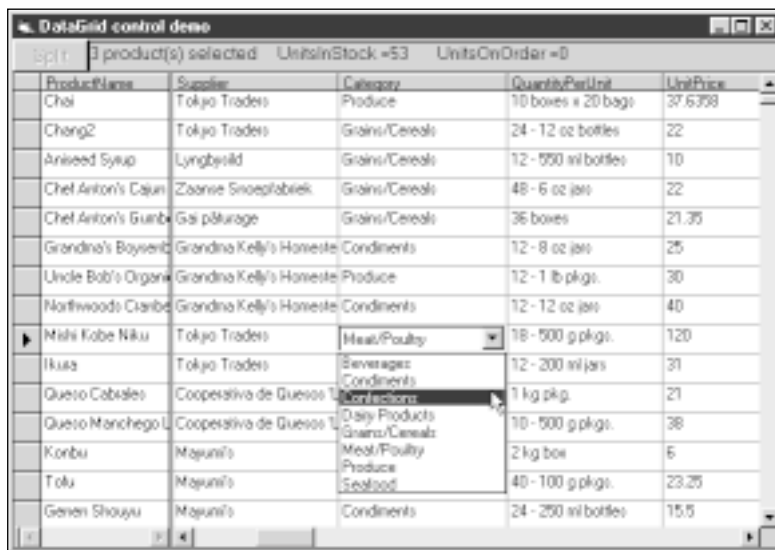 DataGrid control demo
Split 3 product(s) selected UnitsInStock =53 UnitsOnOrder =0
ProductName Supplier Category QuantityPerUnit UnitPrice
Chai Tokyo Traders Produce 10 boxes x 20 bags 37.6358
Chang2 Tokyo Traders Grains/Cereals 24 - 12 oz bottles 22
Aniseed Syrup Lyngbysild Grains/Cereals 12 - 550 ml bottles 10
Chef Anton's Cajun Zaanse Snoepfabriek Grains/Cereals 48 - 6 oz jars 22
Chef Anton's Gumb Gai pâturage Grains/Cereals 36 boxes 21.35
Grandma's Boysenb Grandma Kelly's Homeste Condiments 12 - 8 oz jars 25
Uncle Bob's Organi Grandma Kelly's Homeste Produce 12 - 1 lb pkgs. 30
Northwoods Cranbe Grandma Kelly's Homeste Condiments 12 - 12 oz jars 40
Mishi Kobe Niku Tokyo Traders Meat/Poultry 18 - 500 g pkgs. 120
Ikura Tokyo Traders Beverages 12 - 200 ml jars 31
Condiments
Queso Cabrales Cooperativa de Quesos 'L Confections 1 kg pkg. 21
Queso Manchego L Cooperativa de Quesos 'L Dairy Products 10 - 500 g pkgs. 38
Grains/Cereals
Konbu Mayumi's Meat/Poultry 2 kg box 6
Produce
Tofu Mayumi's Seafood 40 - 100 g pkgs. 23.25
Genen Shouyu Mayumi's Condiments 24 - 250 ml bottles 15.5